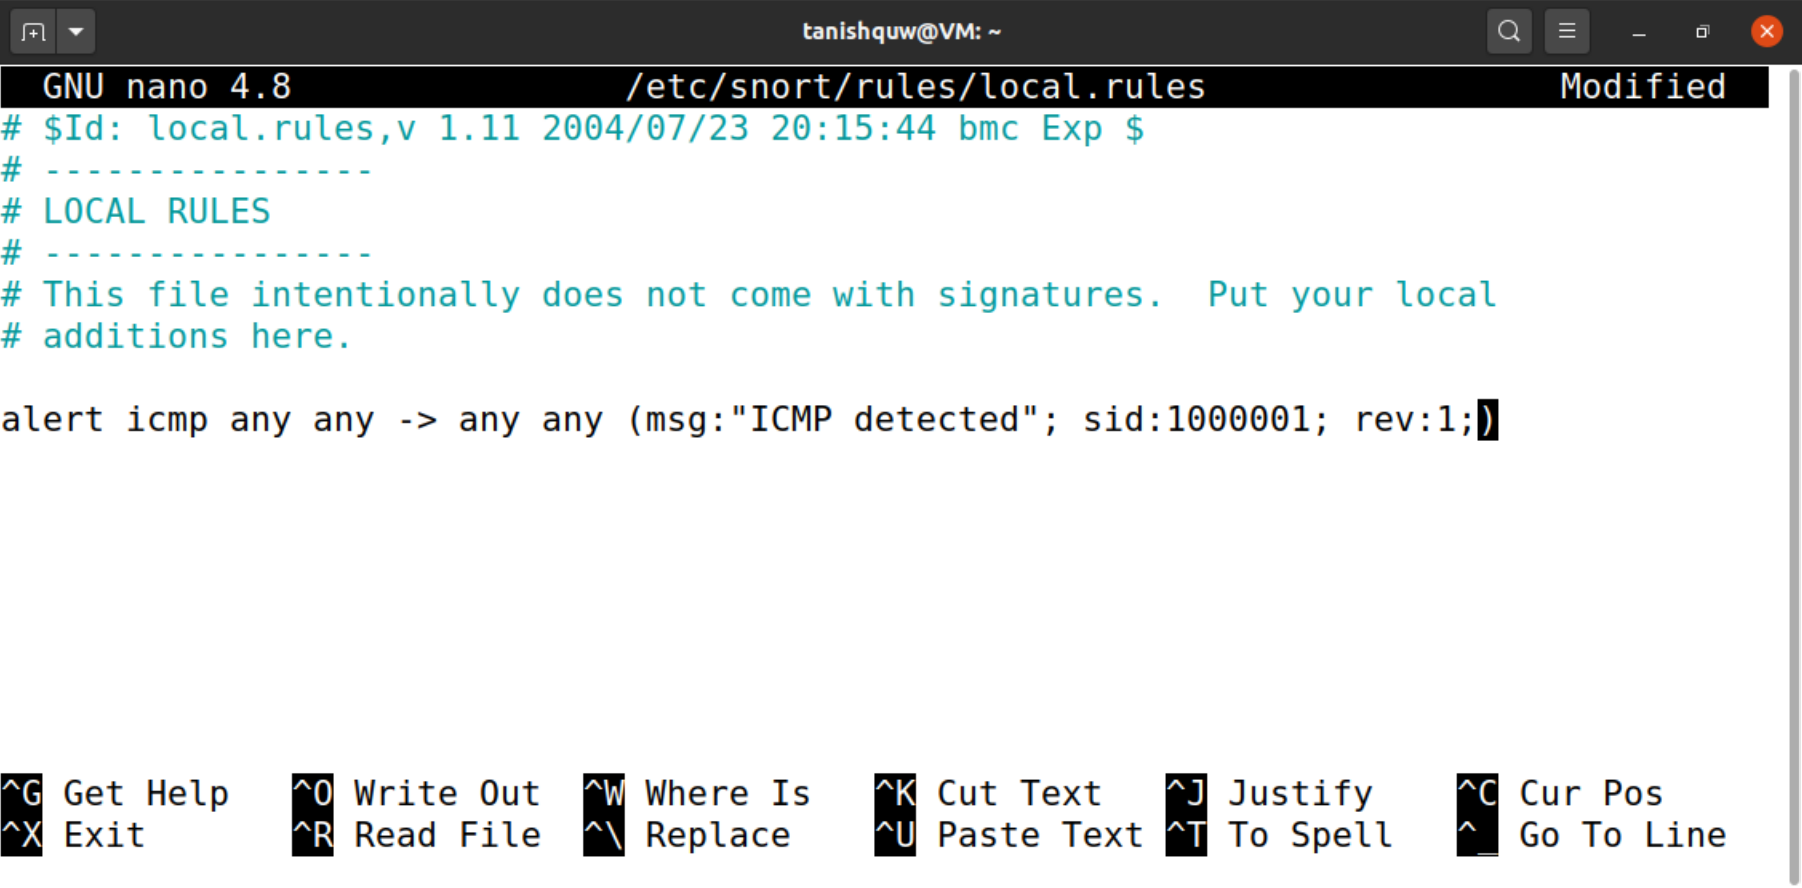 tanishquw@VM: ~
GNU nano 4.8 /etc/snort/rules/local.rules Modified
# $Id: local.rules,v 1.11 2004/07/23 20:15:44 bmc Exp $
# ----------------
# LOCAL RULES
# ----------------
# This file intentionally does not come with signatures.  Put your local
# additions here.
alert icmp any any -> any any (msg:"ICMP detected"; sid:1000001; rev:1;)
^G Get Help ^O Write Out ^W Where Is ^K Cut Text ^J Justify ^C Cur Pos
^X Exit ^R Read File ^\ Replace ^U Paste Text ^T To Spell ^_ Go To Line